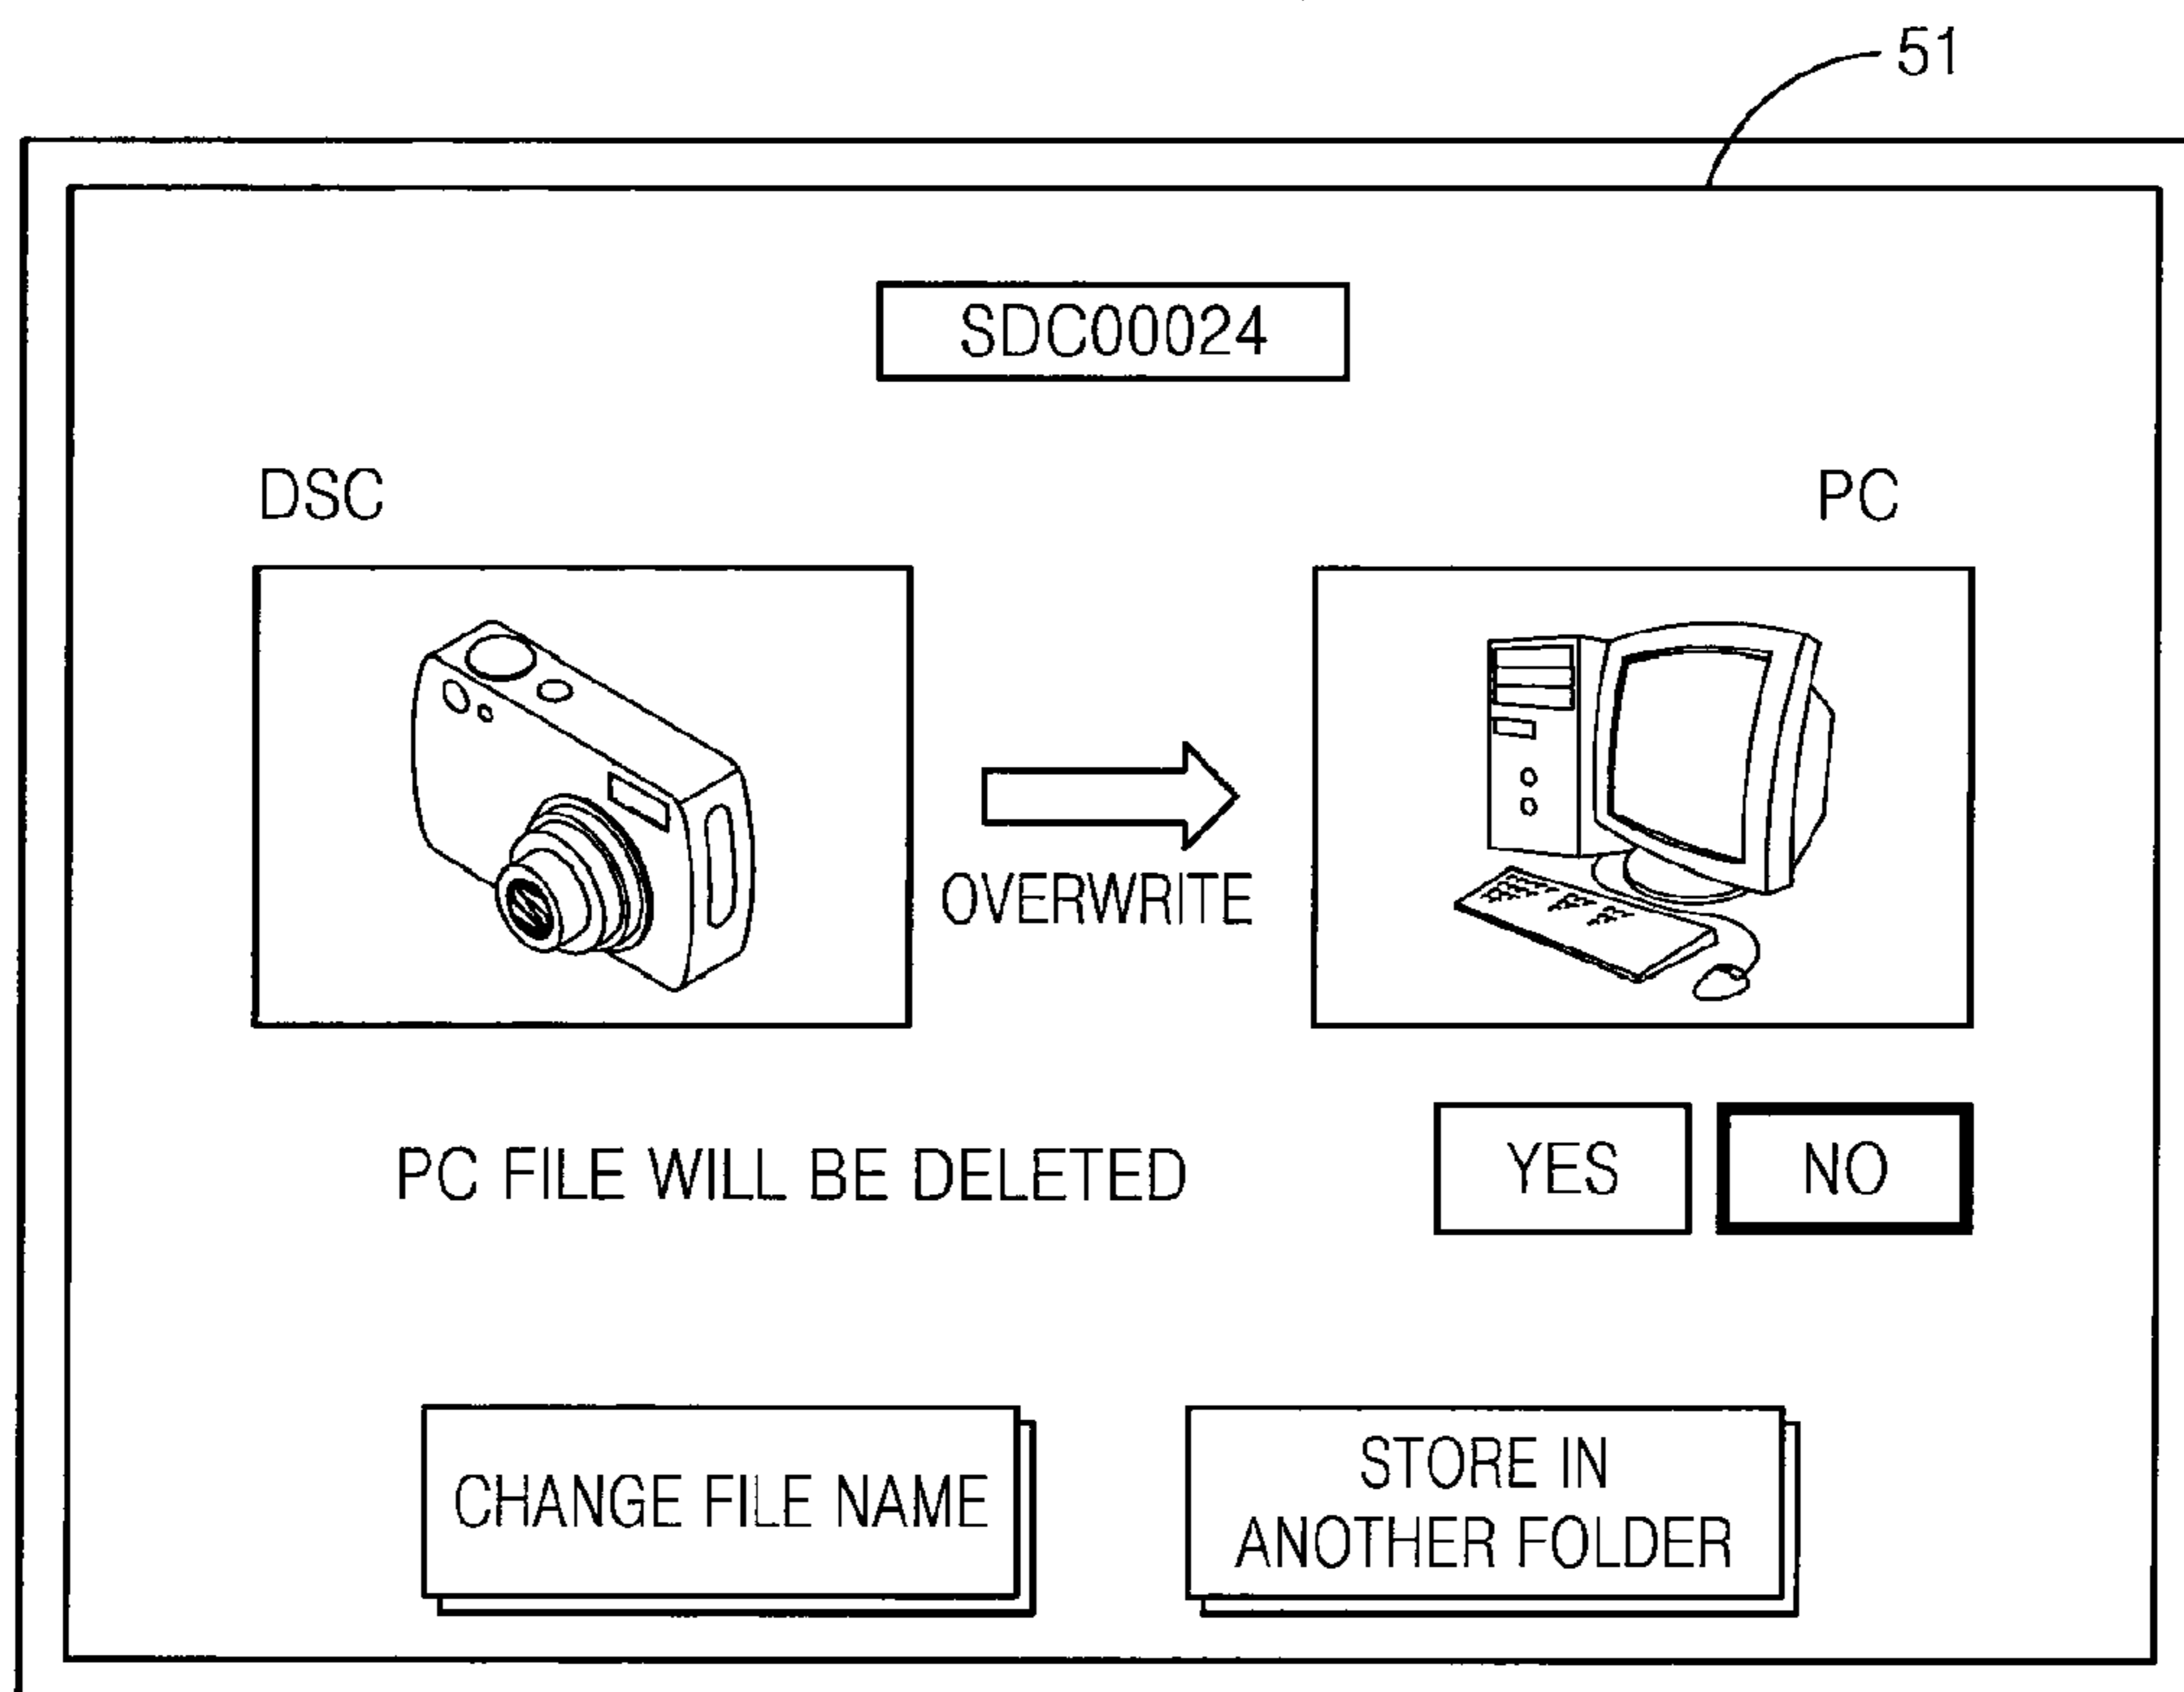 51
SDC00024
DSC
PC
OVERWRITE
PC FILE WILL BE DELETED
YES
NO
CHANGE FILE NAME
STORE IN
ANOTHER FOLDER